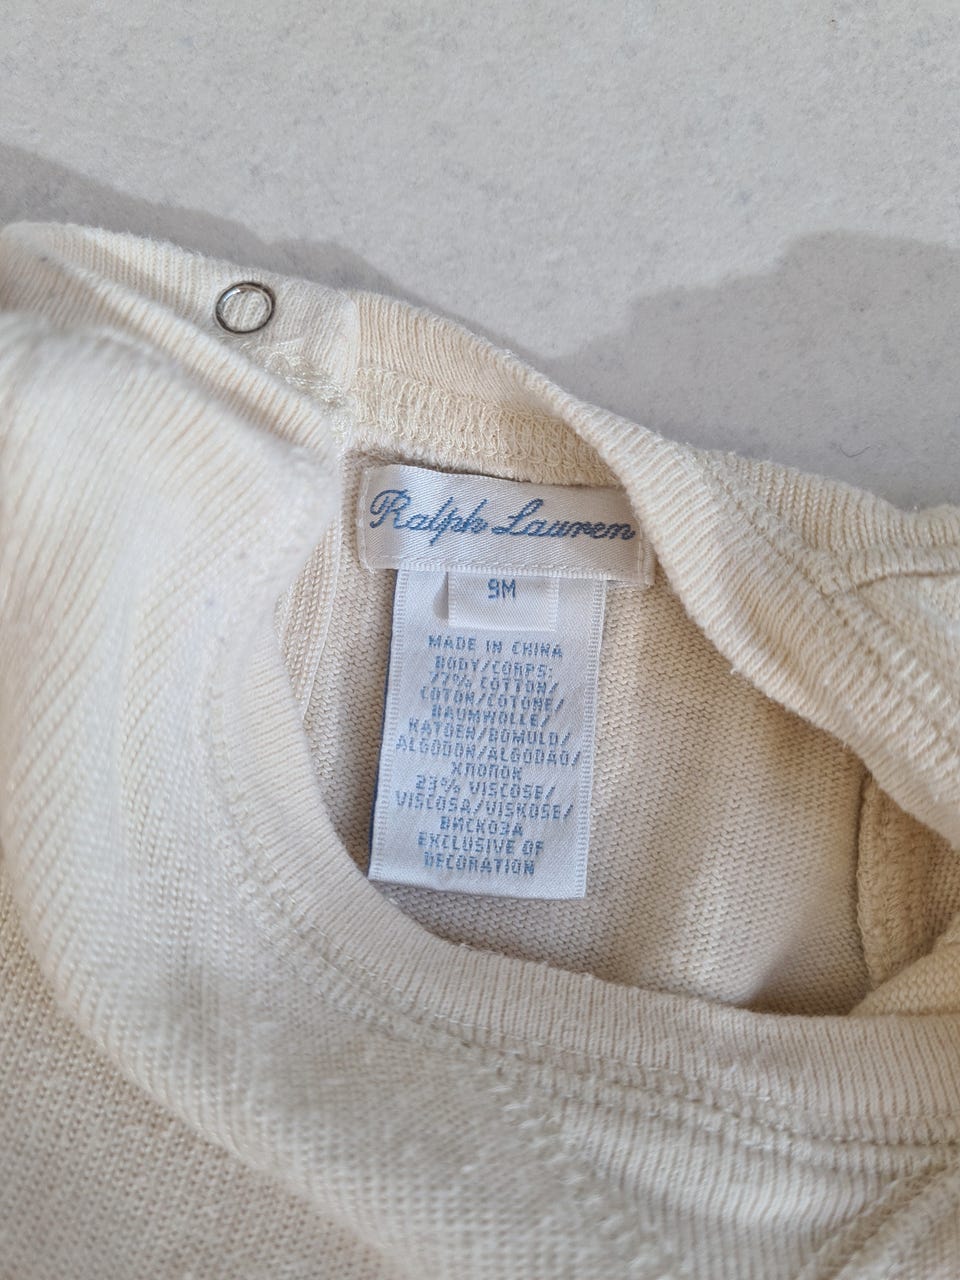 Ralph Lauren
9M
MADE IN CHINA
BODY/CORPS:
77% COTTON/
COTON/COTONE/
BAUMWOLLE/
KATOEN/BOMULD/
ALGODON/ALGODAO/
ХЛОПОК
23% VISCOSE/
VISCOSA/VISKOSE/
ВИСКОЗА
EXCLUSIVE OF
DECORATION